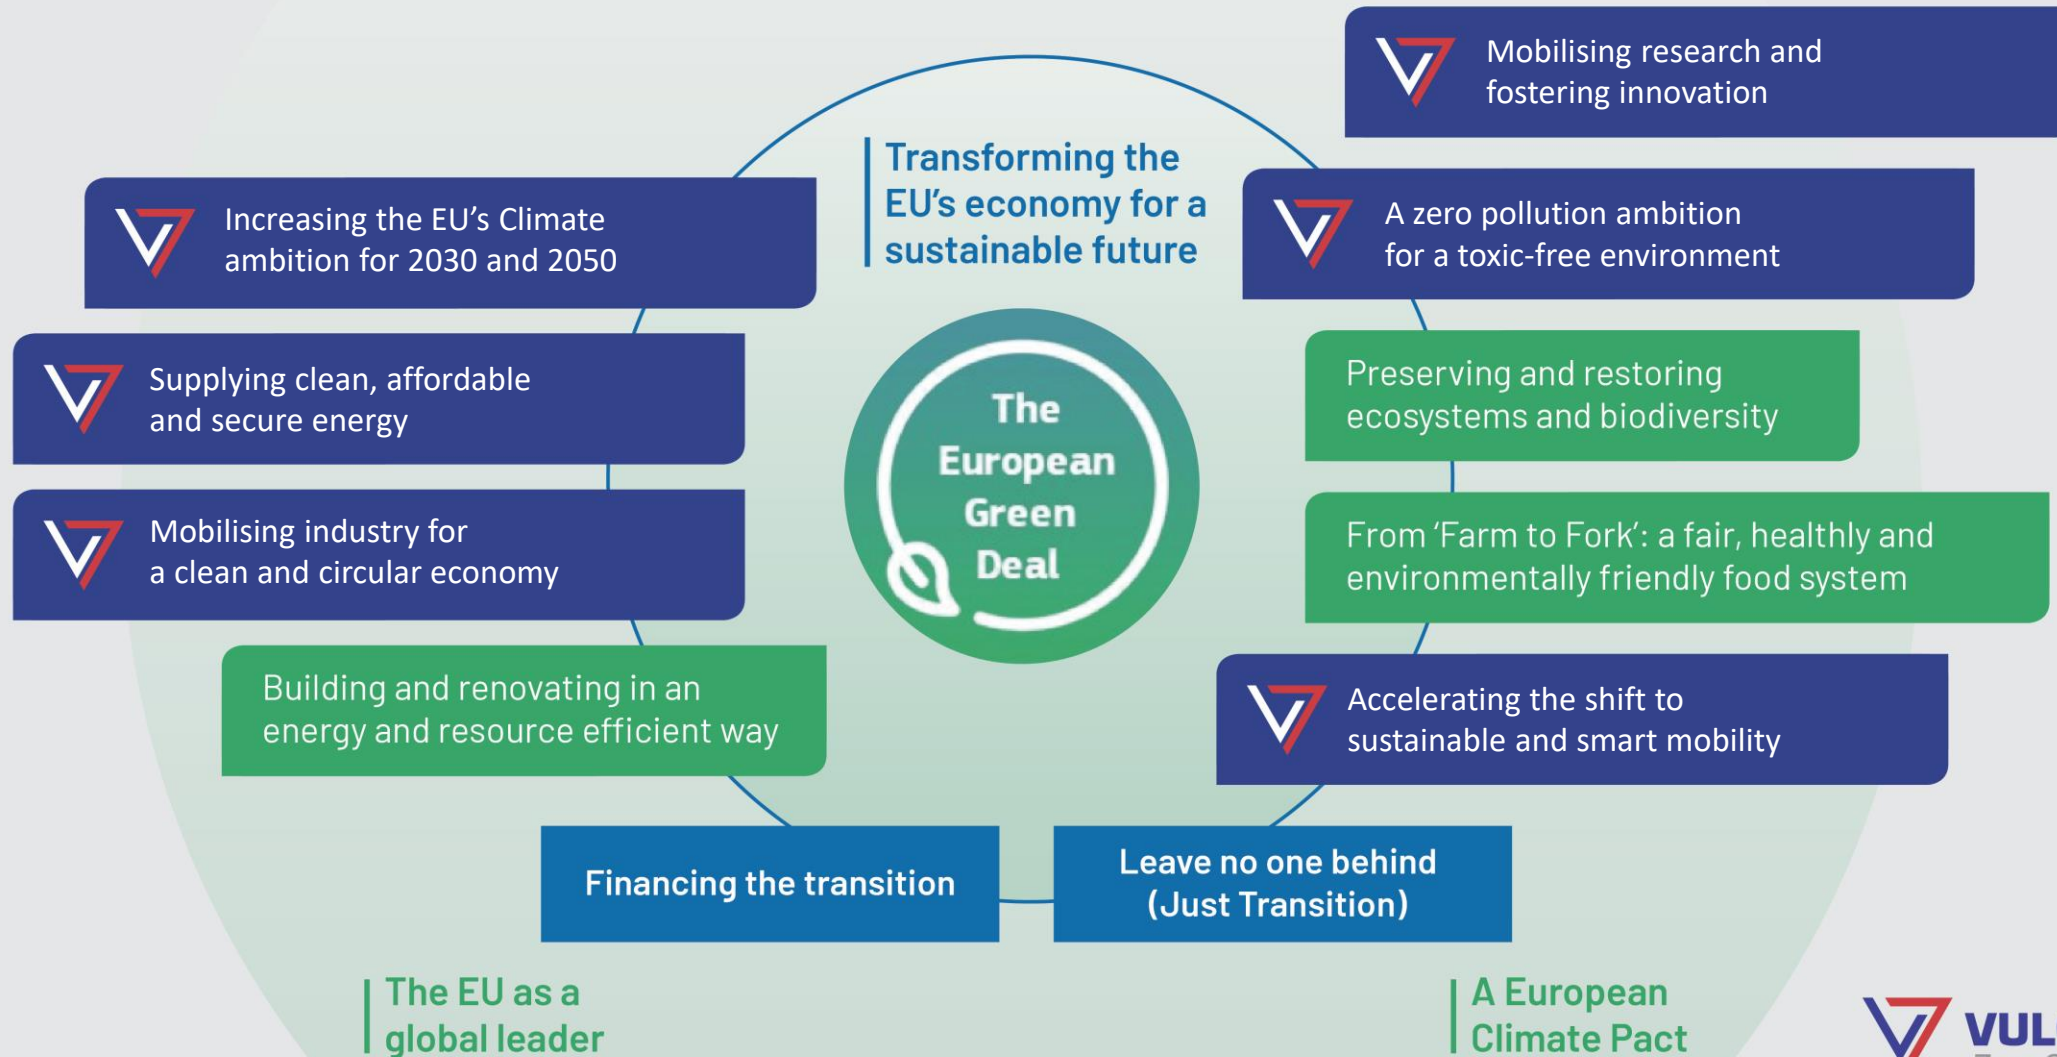 Mobilising research and
fostering innovation
Transforming the
EU's economy for a
sustainable future
Increasing the EU's Climate
ambition for 2030 and 2050
A zero pollution ambition
for a toxic-free environment
Supplying clean, affordable
and secure energy
Preserving and restoring
ecosystems and biodiversity
The
European
Green
Deal
Mobilising industry for
a clean and circular economy
From ‘Farm to Fork’: a fair, healthly and
environmentally friendly food system
Building and renovating in an
energy and resource efficient way
Accelerating the shift to
sustainable and smart mobility
Financing the transition
Leave no one behind
(Just Transition)
The EU as a
global leader
A European
Climate Pact